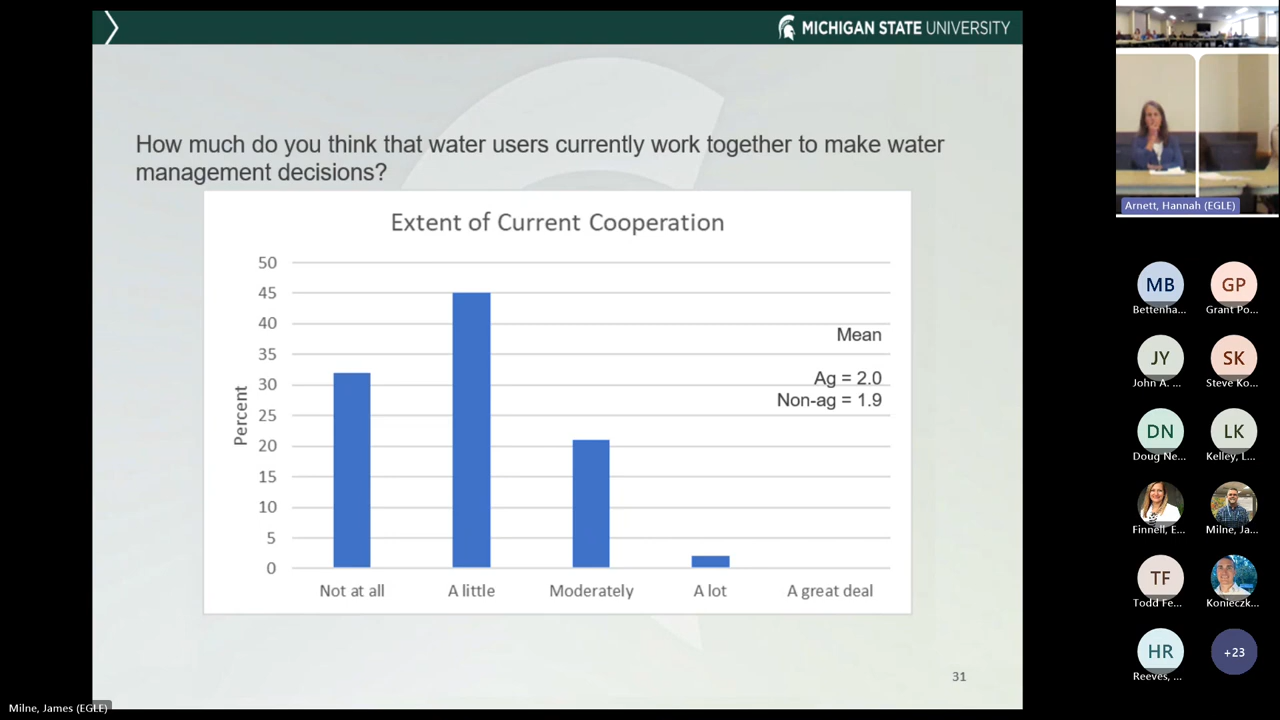 MICHIGAN STATE UNIVERSITY
How much do you think that water users currently work together to make water
management decisions?
Extent of Current Cooperation
50
45
40
35
30
25
20
15
10
5
0
Percent
Mean
Ag = 2.0
Non-ag = 1.9
Not at all
A little
Moderately
A lot
A great deal
31
Milne, James (EGLE)
Arnett, Hannah (EGLE)
MB
GP
Bettenha...
Grant Po...
JY
SK
John A. ...
Steve Ko...
DN
LK
Doug Ne...
Kelley, L...
Finnell, E...
Milne, Ja...
TF
Todd Fe...
Konieczk...
HR
+23
Reeves, ...